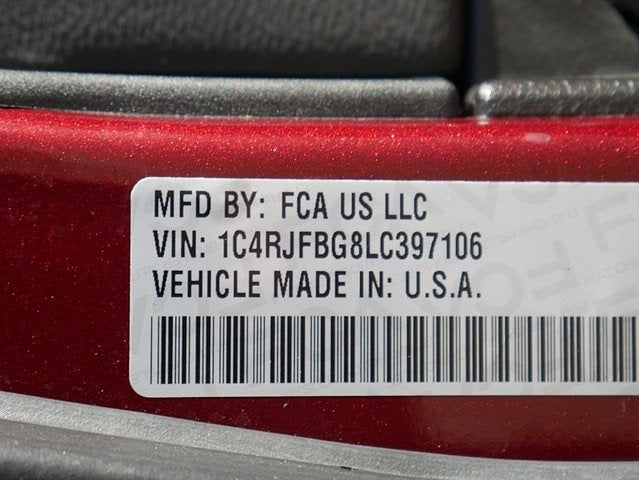 MFD BY: FCA US LLC
VIN: 1C4RJFBG8LC397106
VEHICLE MADE IN: U.S.A.